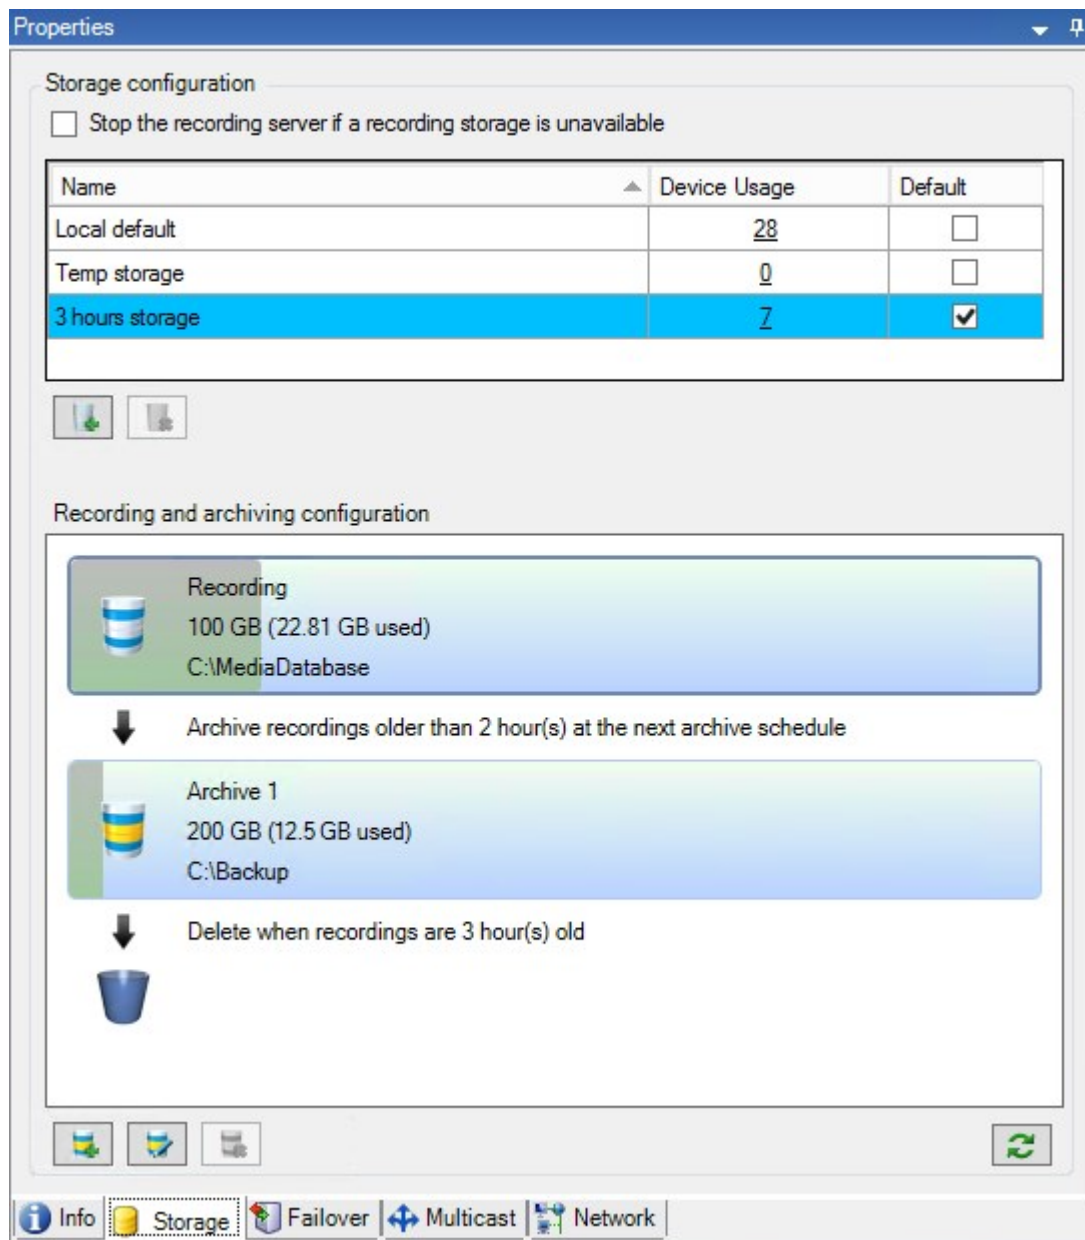 Properties
Storage configuration
Stop the recording server if a recording storage is unavailable
Name Device Usage Default
Local default 28
Temp storage 0
3 hours storage 7
Recording and archiving configuration
Recording
100 GB (22.81 GB used)
C:\MediaDatabase
Archive recordings older than 2 hour(s) at the next archive schedule
Archive 1
200 GB (12.5 GB used)
C:\Backup
Delete when recordings are 3 hour(s) old
Info Storage Failover Multicast Network